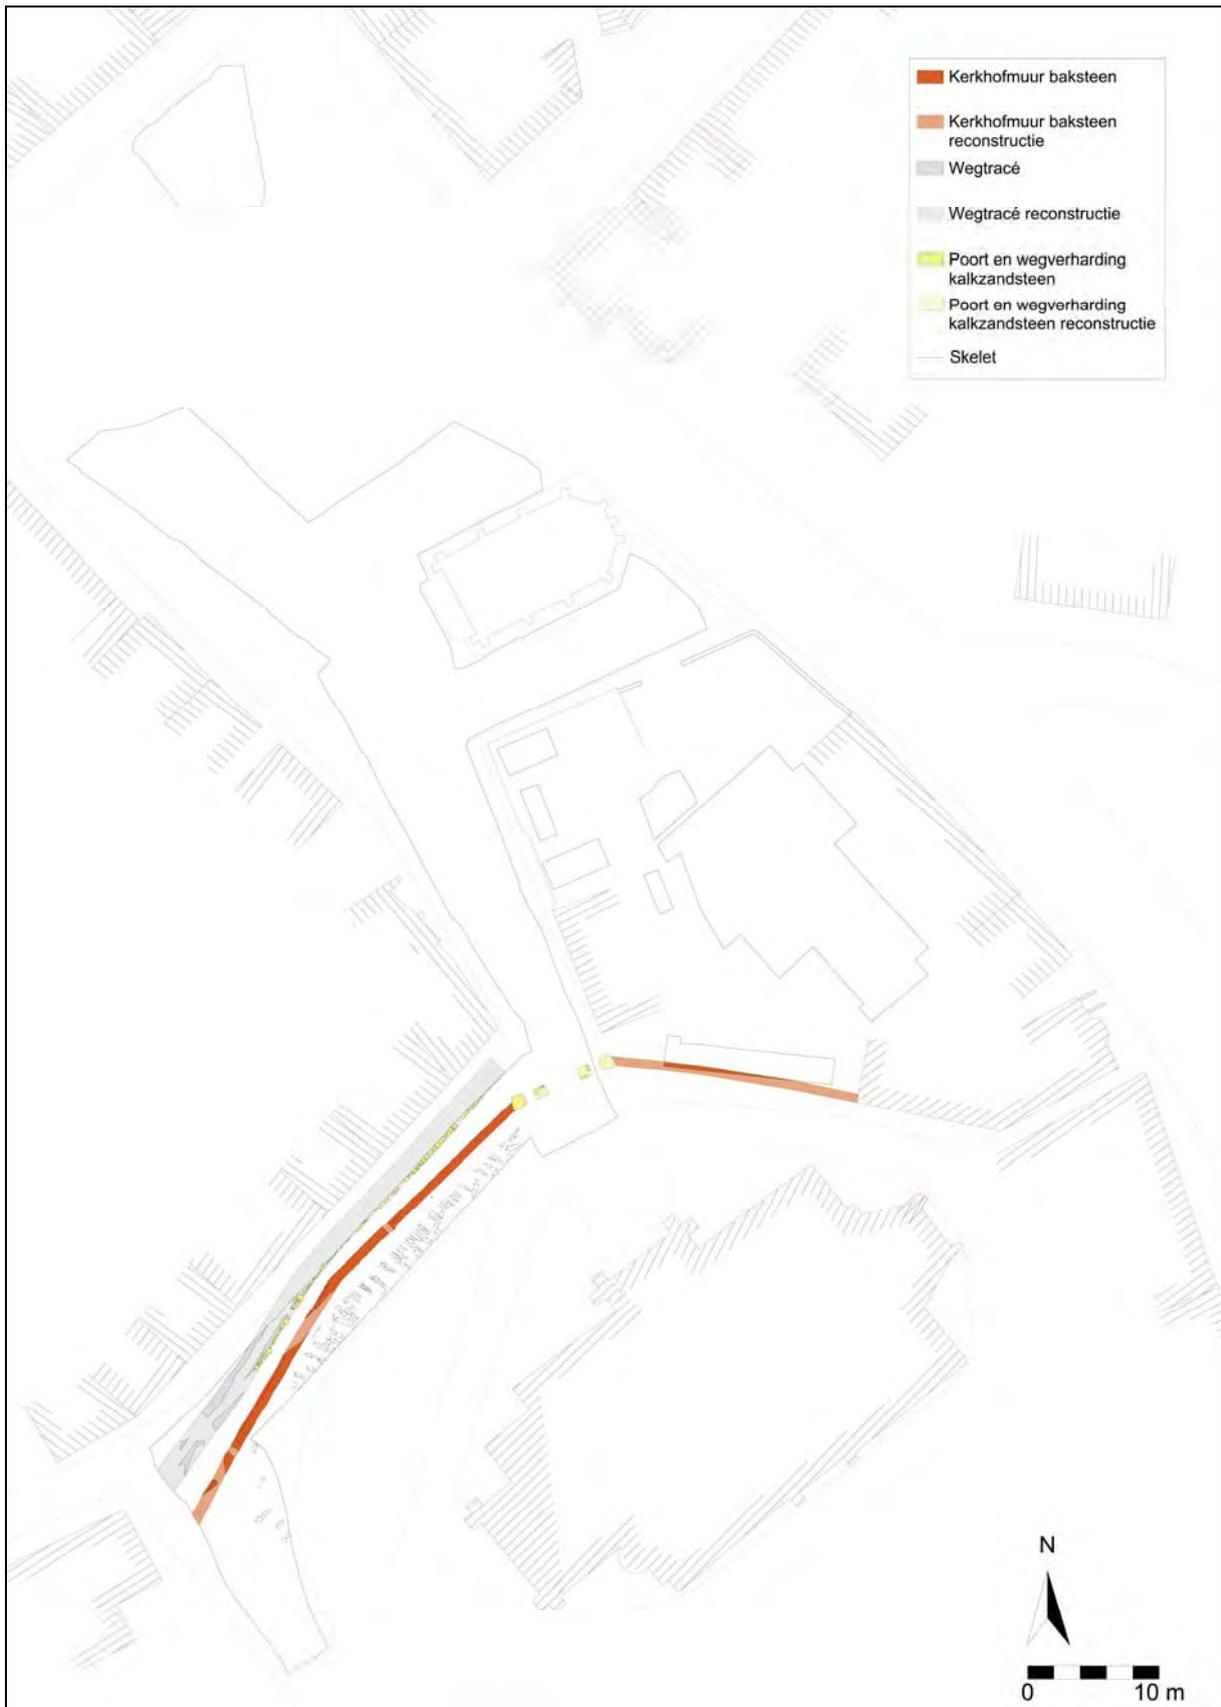 Kerkhofmuur baksteen
Kerkhofmuur baksteen
reconstructie
Wegtracé
Wegtracé reconstructie
Poort en wegverharding
kalkzandsteen
Poort en wegverharding
kalkzandsteen reconstructie
Skelet
N
0 10 m